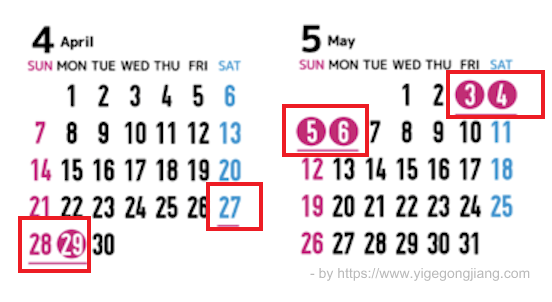 4 April
SUN MON TUE WED THU FRI SAT
1 2 3 4 5 6
7 8 9 10 11 12 13
14 15 16 17 18 19 20
21 22 23 24 25 26 27
28 29 30
5 May
SUN MON TUE WED THU FRI SAT
1 2 3 4
5 6 7 8 9 10 11
12 13 14 15 16 17 18
19 20 21 22 23 24 25
26 27 28 29 30 31
- by https://www.yigegongjiang.com